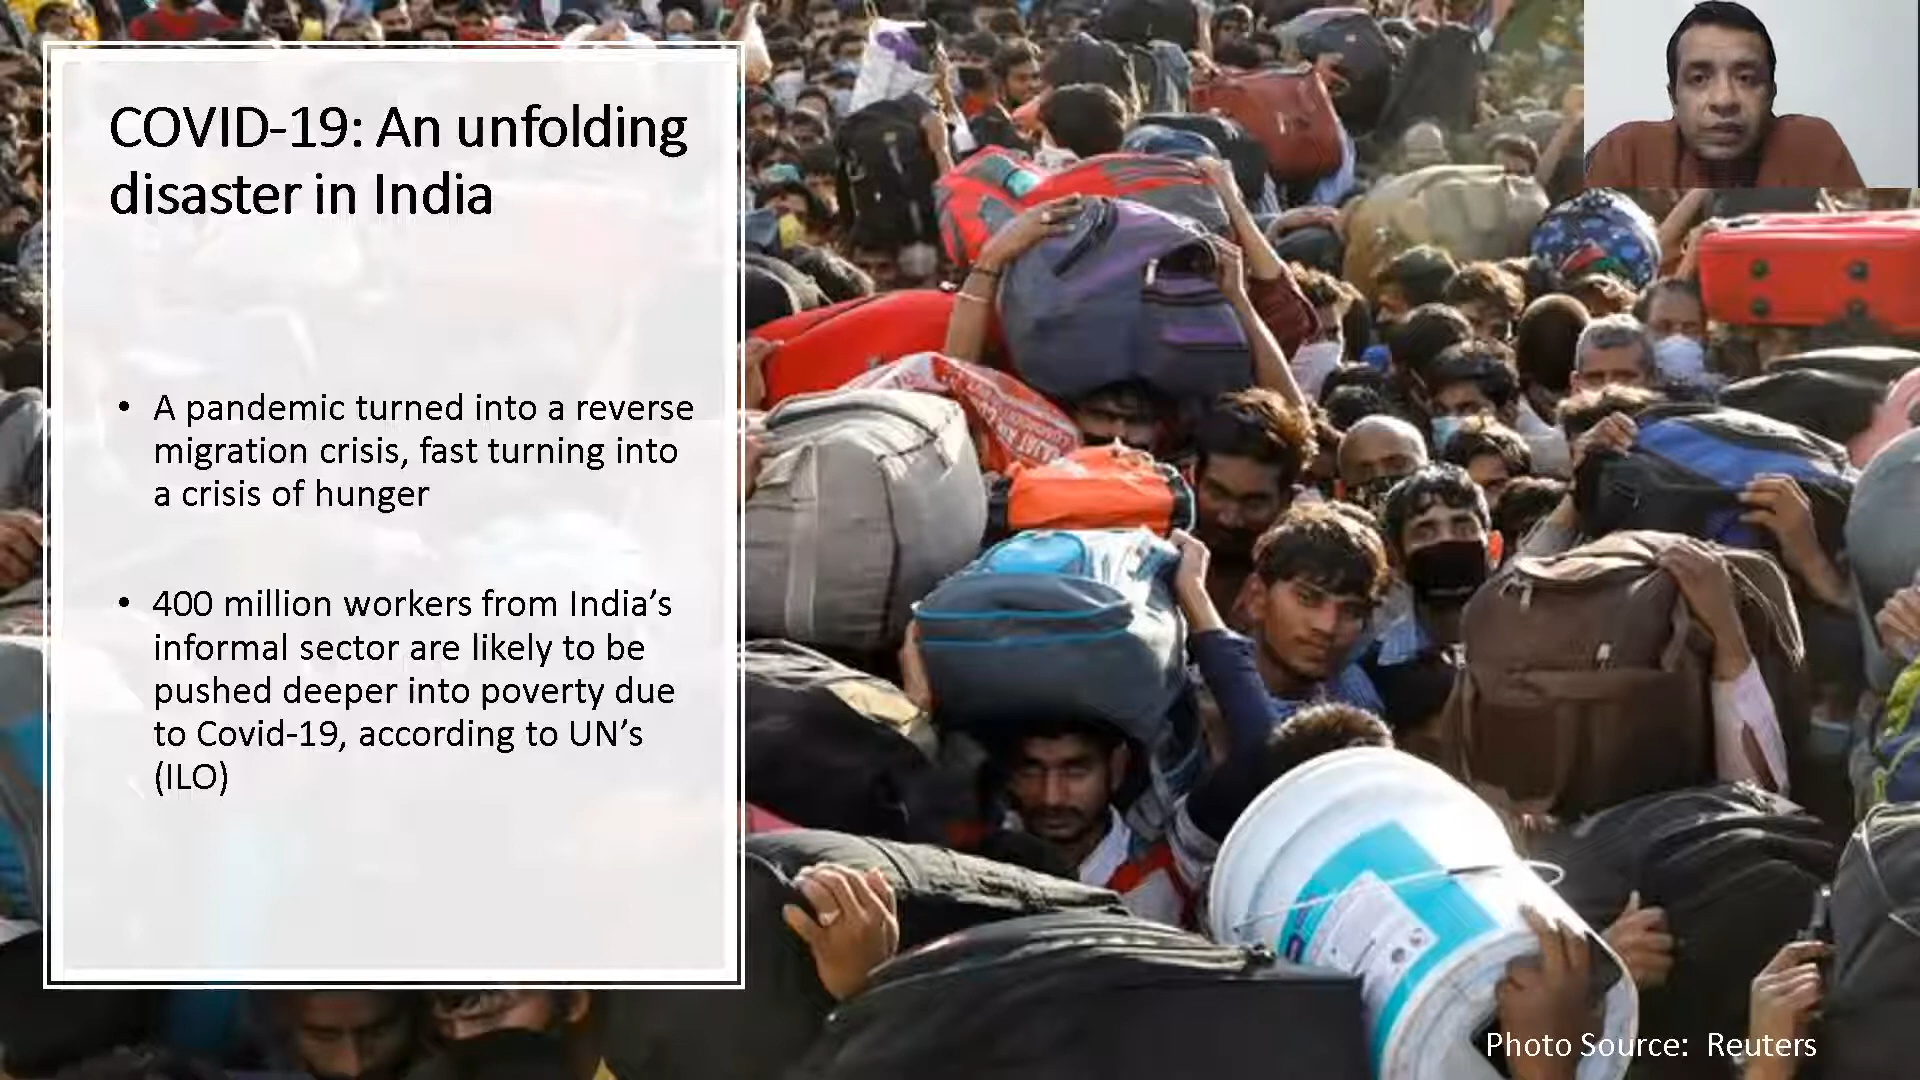 COVID-19: An unfolding
disaster in India
• A pandemic turned into a reverse
migration crisis, fast turning into
a crisis of hunger
• 400 million workers from India’s
informal sector are likely to be
pushed deeper into poverty due
to Covid-19, according to UN’s
(ILO)
Photo Source: Reuters